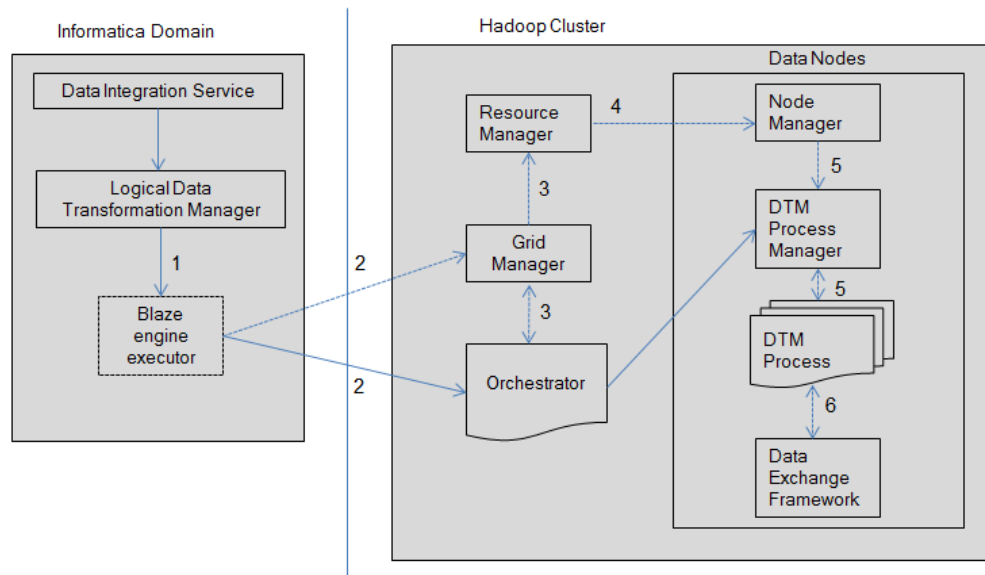 Informatica Domain
Data Integration Service
Logical Data
Transformation Manager
1
Blaze
engine
executor
2
2
Hadoop Cluster
Data Nodes
Resource
Manager
4
Node
Manager
3
5
Grid
Manager
DTM
Process
Manager
3
5
Orchestrator
DTM
Process
6
Data
Exchange
Framework